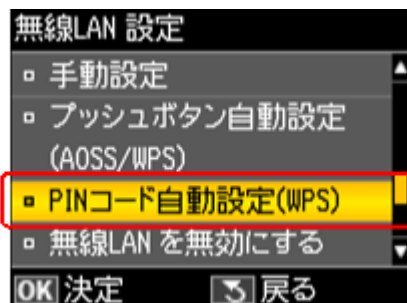 無線LAN 設定
手動設定
プッシュボタン自動設定
(AOSS/WPS)
PINコード自動設定(WPS)
無線LAN を無効にする
OK 決定 戻る